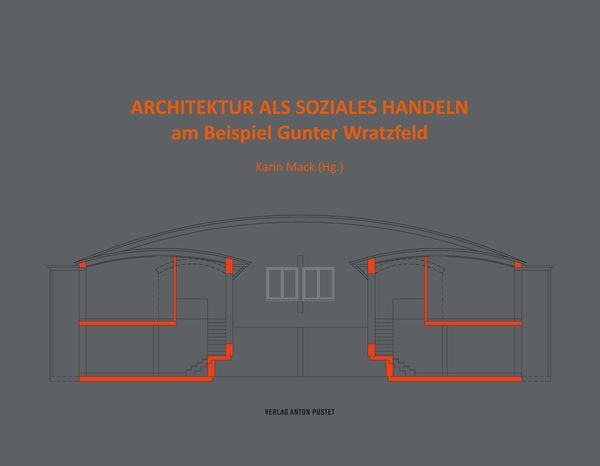 ARCHITEKTUR ALS SOZIALES HANDELN
am Beispiel Gunter Wratzfeld
Karin Mack (Hg.)
VERLAG ANTON PUSTET